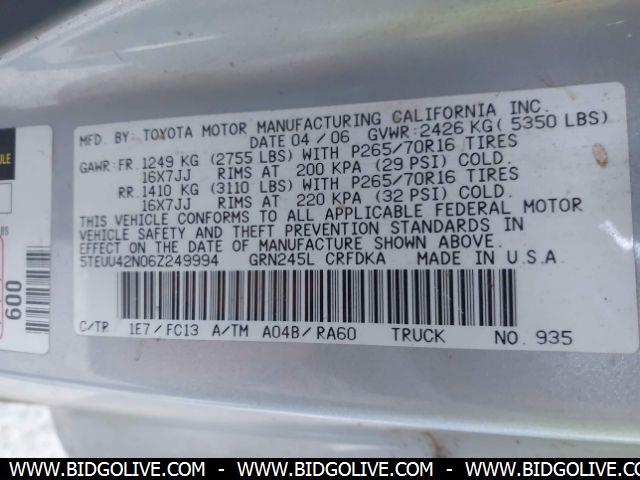 MFD. BY: TOYOTA MOTOR MANUFACTURING CALIFORNIA INC.
DATE 04 / 06 GVWR: 2426 KG ( 5350 LBS)
GAWR: FR. 1249 KG (2755 LBS) WITH P265/70R16 TIRES
16X7JJ RIMS AT 200 KPA (29 PSI) COLD.
RR. 1410 KG (3110 LBS) WITH P265/70R16 TIRES
16X7JJ RIMS AT 220 KPA (32 PSI) COLD.
THIS VEHICLE CONFORMS TO ALL APPLICABLE FEDERAL MOTOR
VEHICLE SAFETY AND THEFT PREVENTION STANDARDS IN
EFFECT ON THE DATE OF MANUFACTURE SHOWN ABOVE.
5TEUU42N06Z249994 GRN245L CRFDKA MADE IN U.S.A.
C/TR 1E7/FC13 A/TM A04B/RA60 TRUCK NO. 935
600
WWW.BIDGOLIVE.COM - WWW.BIDGOLIVE.COM - WWW.BIDGOLIVE.COM